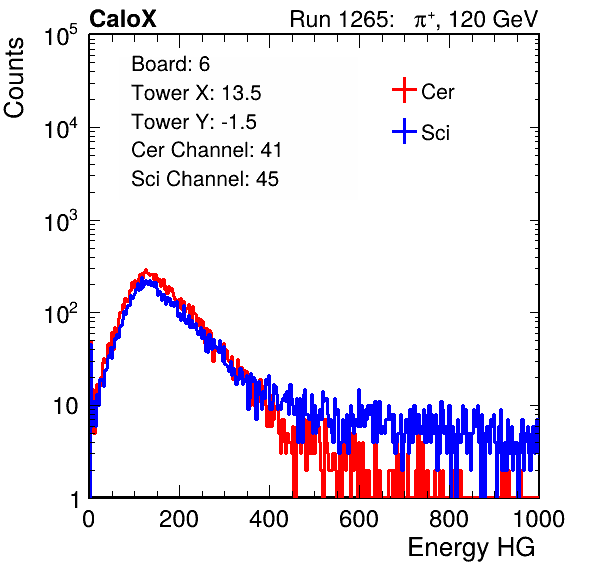 CaloX Run 1265: π⁺, 120 GeV
Counts
Board: 6
Tower X: 13.5
Tower Y: -1.5
Cer Channel: 41
Sci Channel: 45
Cer
Sci
10⁵
10⁴
10³
10²
10
1
0 200 400 600 800 1000
Energy HG